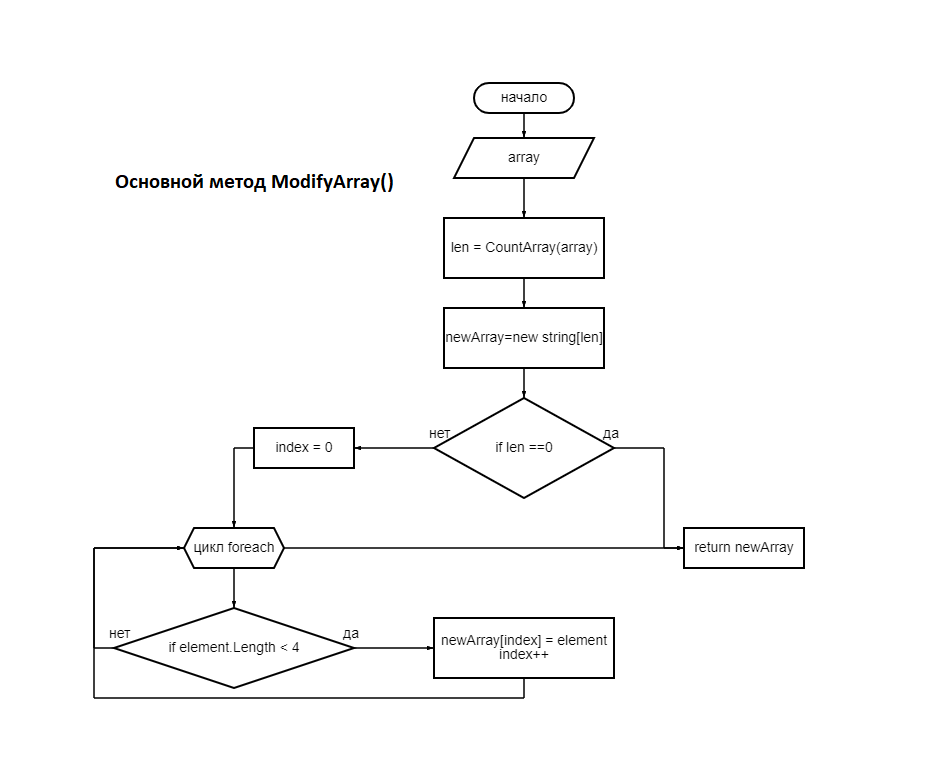 начало
array
Основной метод ModifyArray()
len = CountArray(array)
newArray=new string[len]
нет
if len ==0
да
index = 0
цикл foreach
return newArray
нет
if element.Length < 4
да
newArray[index] = element
index++